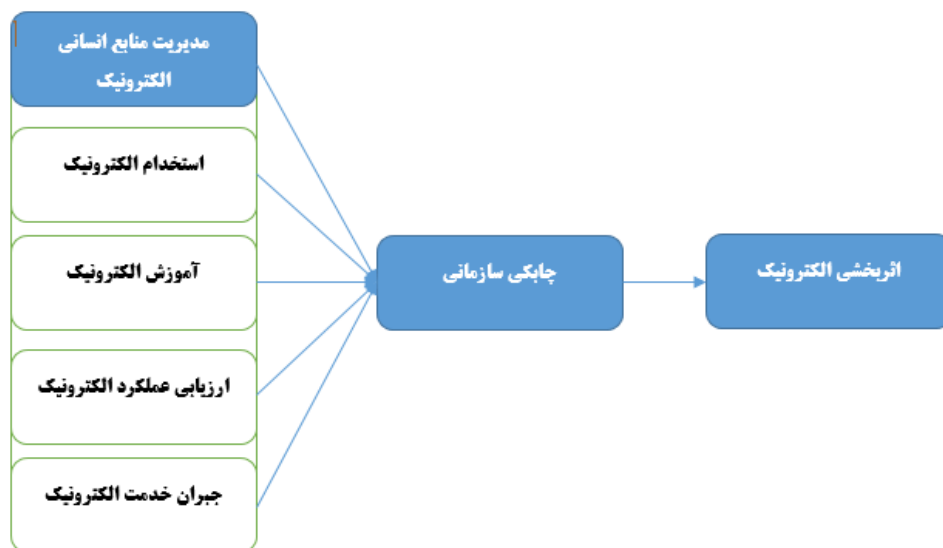 مدیریت منابع انسانی
الکترونیک
استخدام الکترونیک
آموزش الکترونیک
ارزیابی عملکرد الکترونیک
جبران خدمت الکترونیک
چابکی سازمانی
اثربخشی الکترونیک